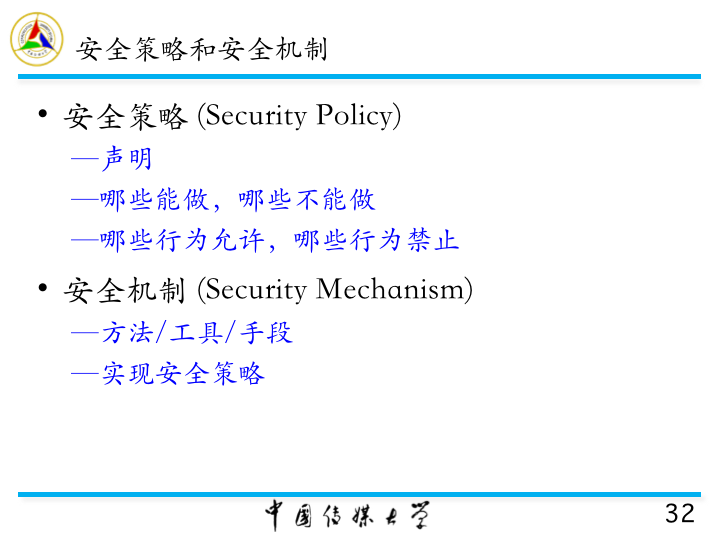 安全策略和安全机制
• 安全策略 (Security Policy)
—声明
—哪些能做，哪些不能做
—哪些行为允许，哪些行为禁止
• 安全机制 (Security Mechanism)
—方法/工具/手段
—实现安全策略
中国传媒大学
32